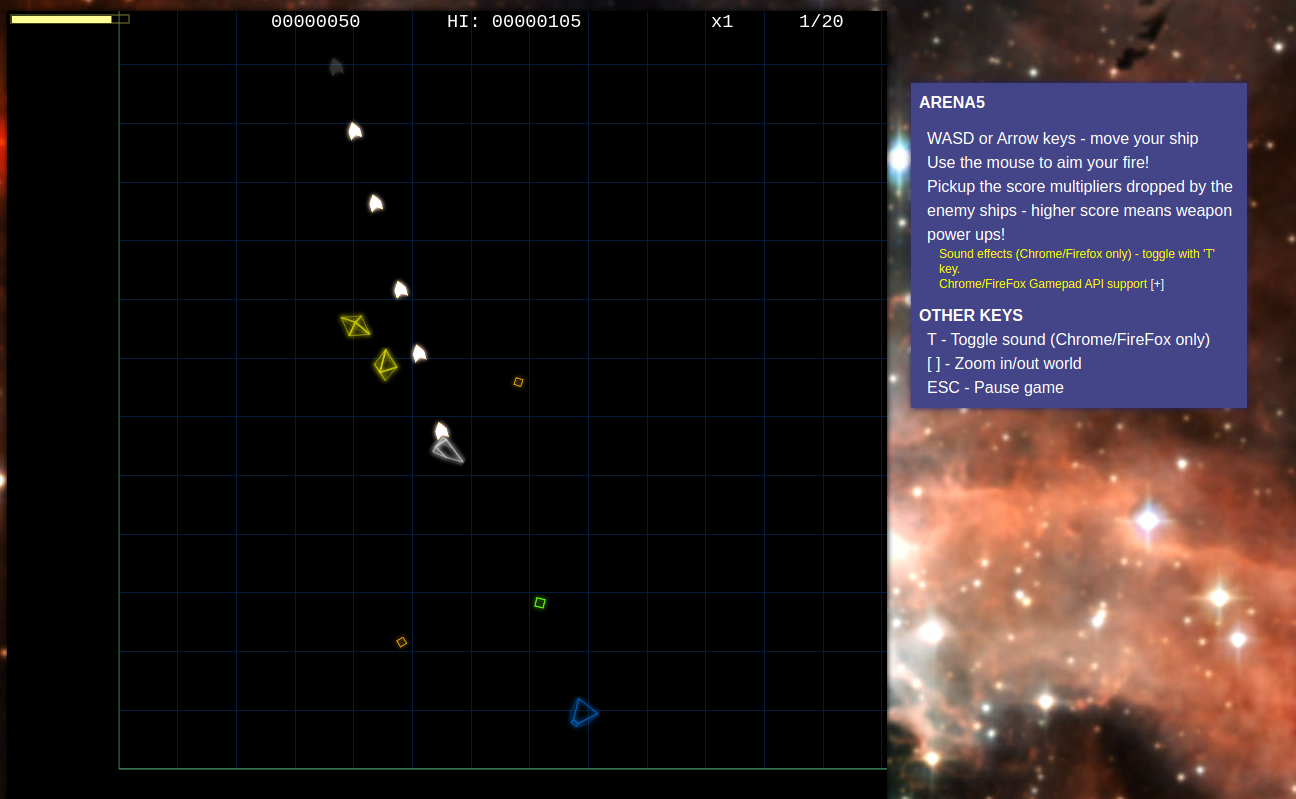 00000050 HI: 00000105 x1 1/20
ARENA5
WASD or Arrow keys - move your ship
Use the mouse to aim your fire!
Pickup the score multipliers dropped by the
enemy ships - higher score means weapon
power ups!
Sound effects (Chrome/Firefox only) - toggle with 'T'
key.
Chrome/FireFox Gamepad API support [+]
OTHER KEYS
T - Toggle sound (Chrome/FireFox only)
[ ] - Zoom in/out world
ESC - Pause game